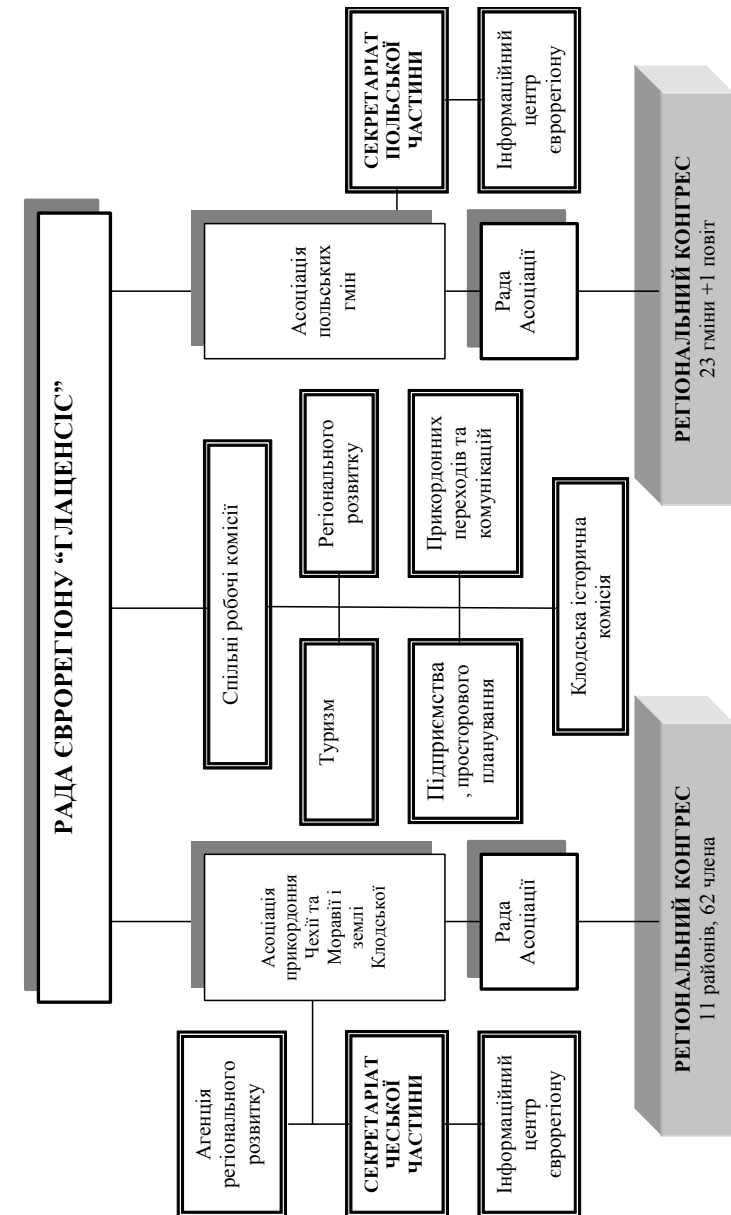 РАДА ЄВРОРЕГІОНУ “ГЛАЦЕНСІС”
Агенція
регіонального
розвитку
СЕКРЕТАРІАТ
ЧЕСЬКОЇ
ЧАСТИНИ
Інформаційний
центр
єврорегіону
Асоціація
прикордоння
Чехії та
Моравії і
землі
Клодської
Рада
Асоціації
РЕГІОНАЛЬНИЙ КОНГРЕС
11 районів, 62 члена
Спільні робочі комісії
Туризм
Регіонального
розвитку
Підприємства
, просторового
планування
Прикордонних
переходів та
комунікацій
Клодська історична
комісія
Асоціація
польських
гмін
Рада
Асоціації
РЕГІОНАЛЬНИЙ КОНГРЕС
23 гміни +1 повіт
СЕКРЕТАРІАТ
ПОЛЬСЬКОЇ
ЧАСТИНИ
Інформаційний
центр
єврорегіону